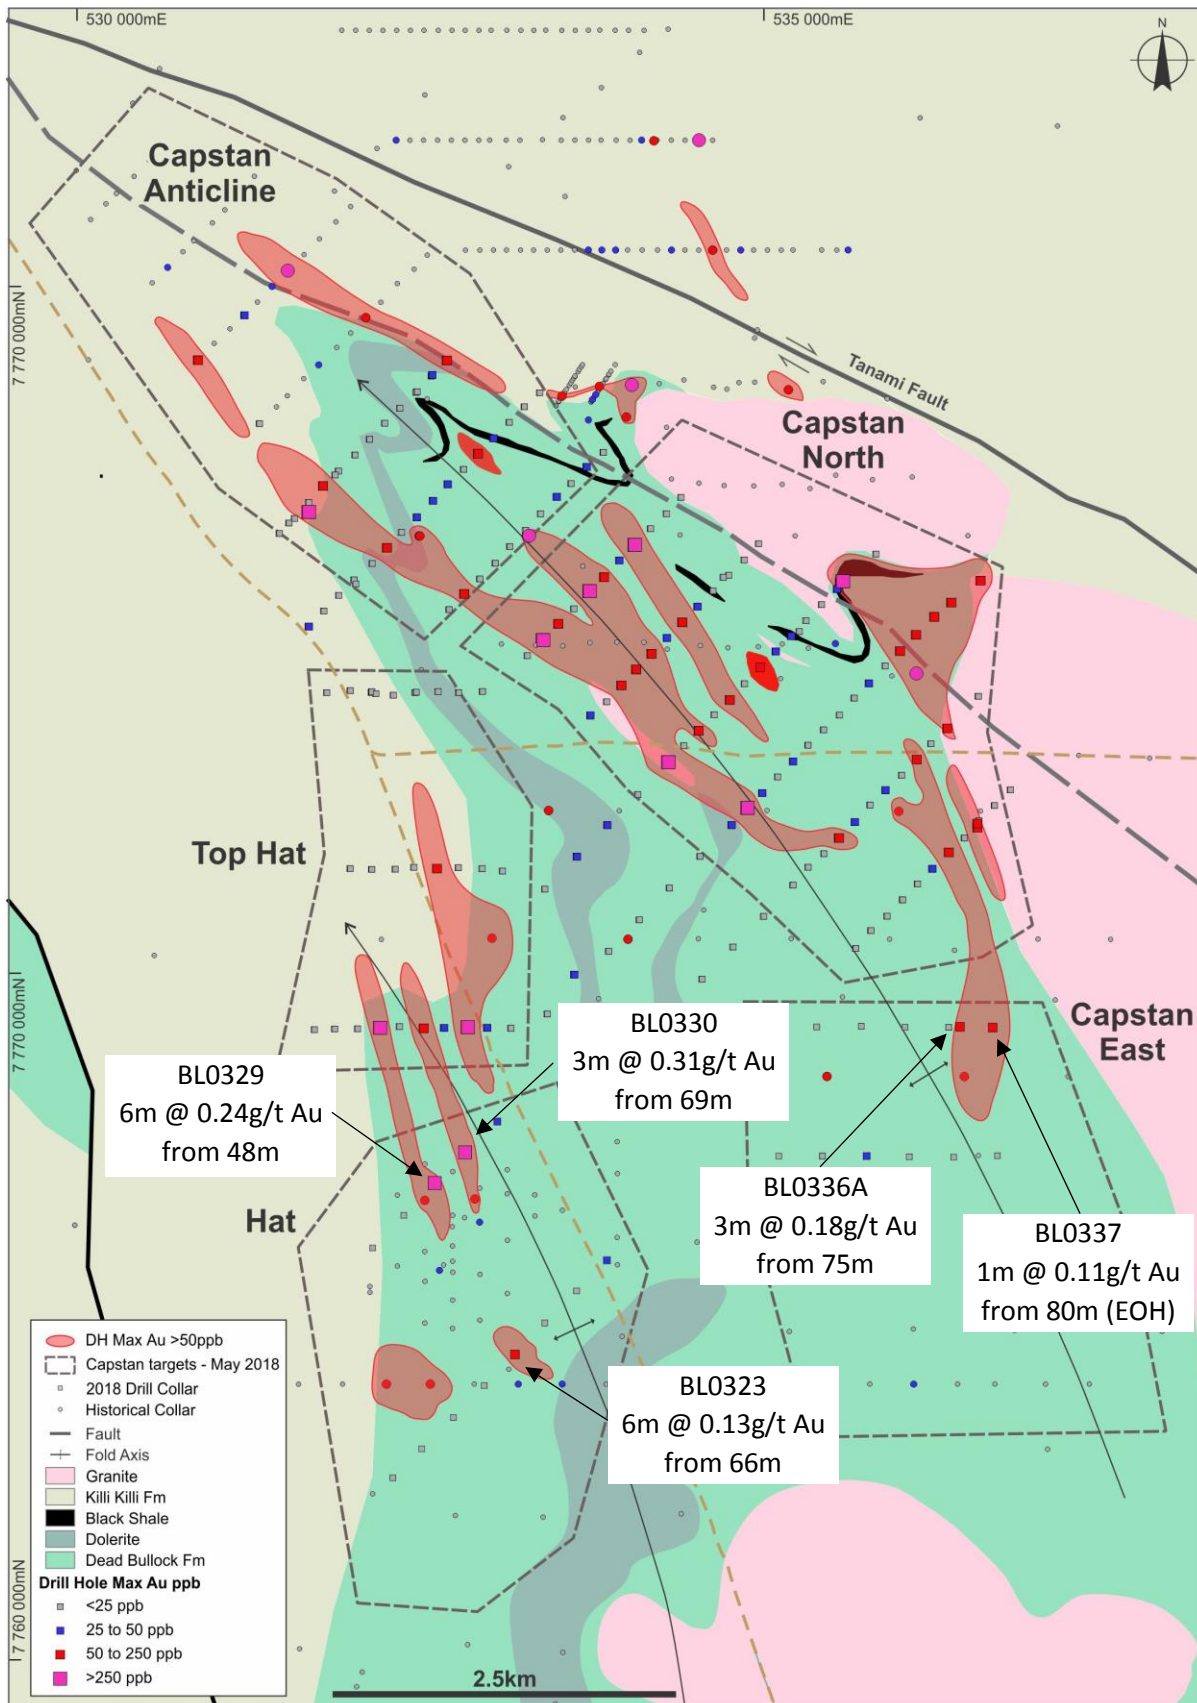 530 000mE
535 000mE
N
Capstan
Anticline
7 770 000mN
Tanami Fault
Capstan
North
Top Hat
7 770 000mN
Capstan
East
BL0330
3m @ 0.31g/t Au
from 69m
BL0329
6m @ 0.24g/t Au
from 48m
Hat
BL0336A
3m @ 0.18g/t Au
from 75m
BL0337
1m @ 0.11g/t Au
from 80m (EOH)
BL0323
6m @ 0.13g/t Au
from 66m
DH Max Au >50ppb
Capstan targets - May 2018
2018 Drill Collar
Historical Collar
Fault
Fold Axis
Granite
Killi Killi Fm
Black Shale
Dolerite
Dead Bullock Fm
Drill Hole Max Au ppb
<25 ppb
25 to 50 ppb
50 to 250 ppb
>250 ppb
7 760 000mN
2.5km